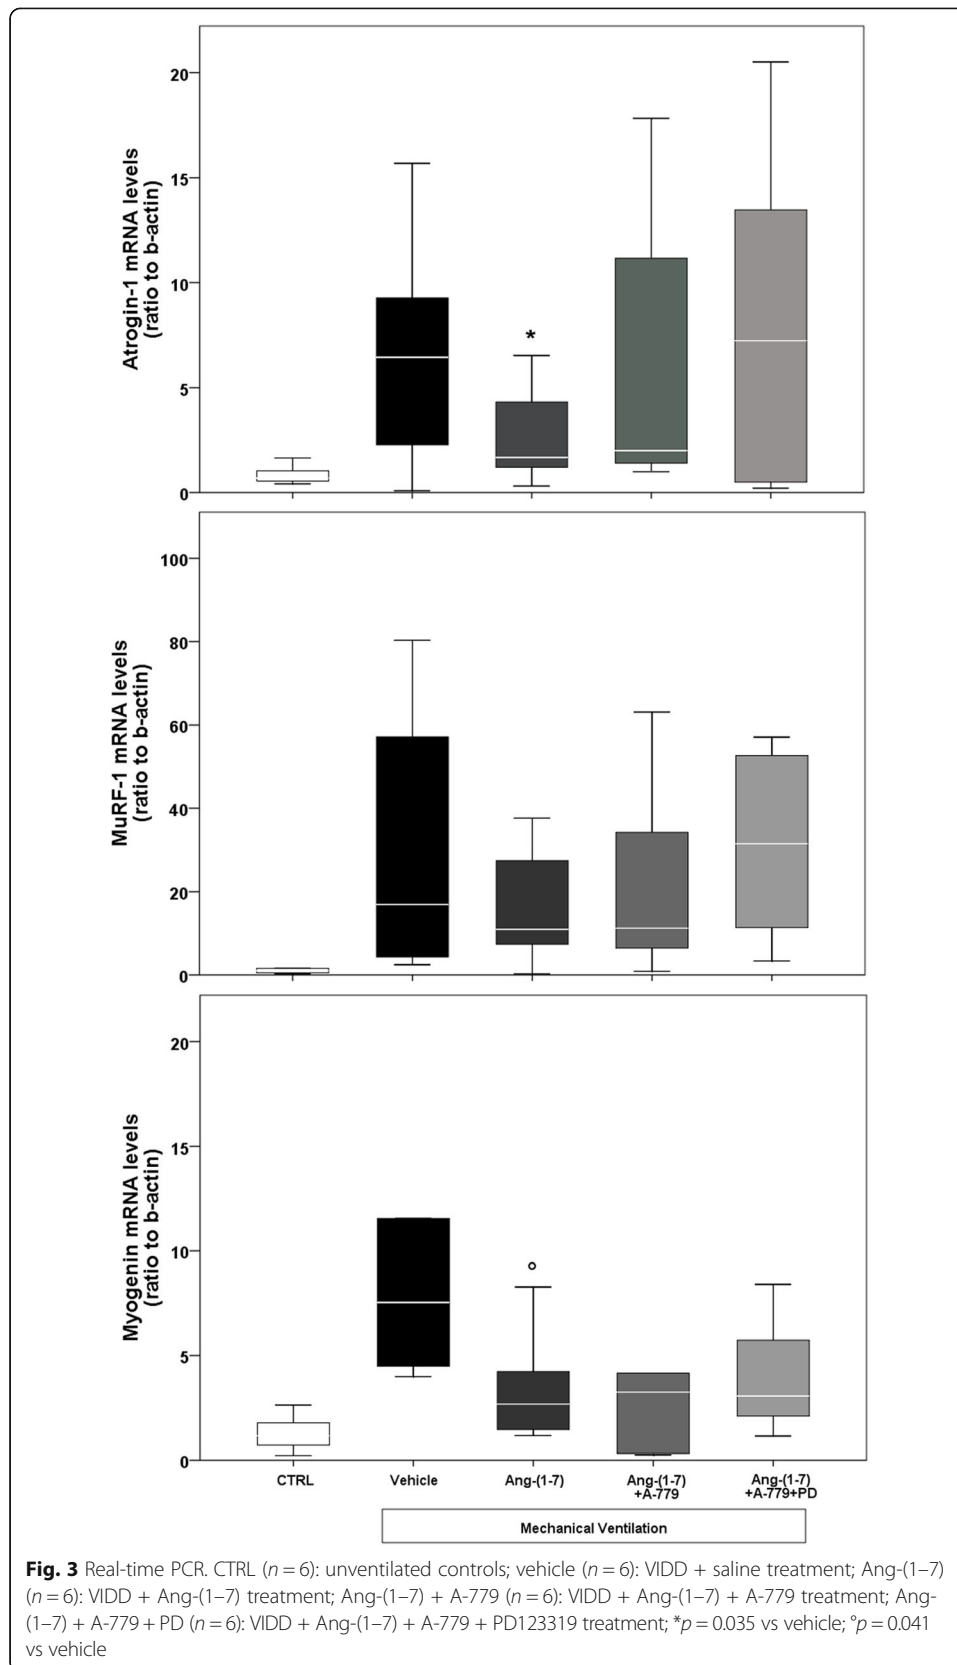 Atrogin-1 mRNA levels
(ratio to b-actin)
20
15
10
5
0
*
MuRF-1 mRNA levels
(ratio to b-actin)
100
80
60
40
20
0
Myogenin mRNA levels
(ratio to b-actin)
20
15
10
5
0
°
CTRL
Vehicle
Ang-(1-7)
Ang-(1-7)
+A-779
Ang-(1-7)
+A-779+PD
Mechanical Ventilation
Fig. 3 Real-time PCR. CTRL (n = 6): unventilated controls; vehicle (n = 6): VIDD + saline treatment; Ang-(1–7)
(n = 6): VIDD + Ang-(1–7) treatment; Ang-(1–7) + A-779 (n = 6): VIDD + Ang-(1–7) + A-779 treatment; Ang-
(1–7) + A-779 + PD (n = 6): VIDD + Ang-(1–7) + A-779 + PD123319 treatment; *p = 0.035 vs vehicle; °p = 0.041
vs vehicle